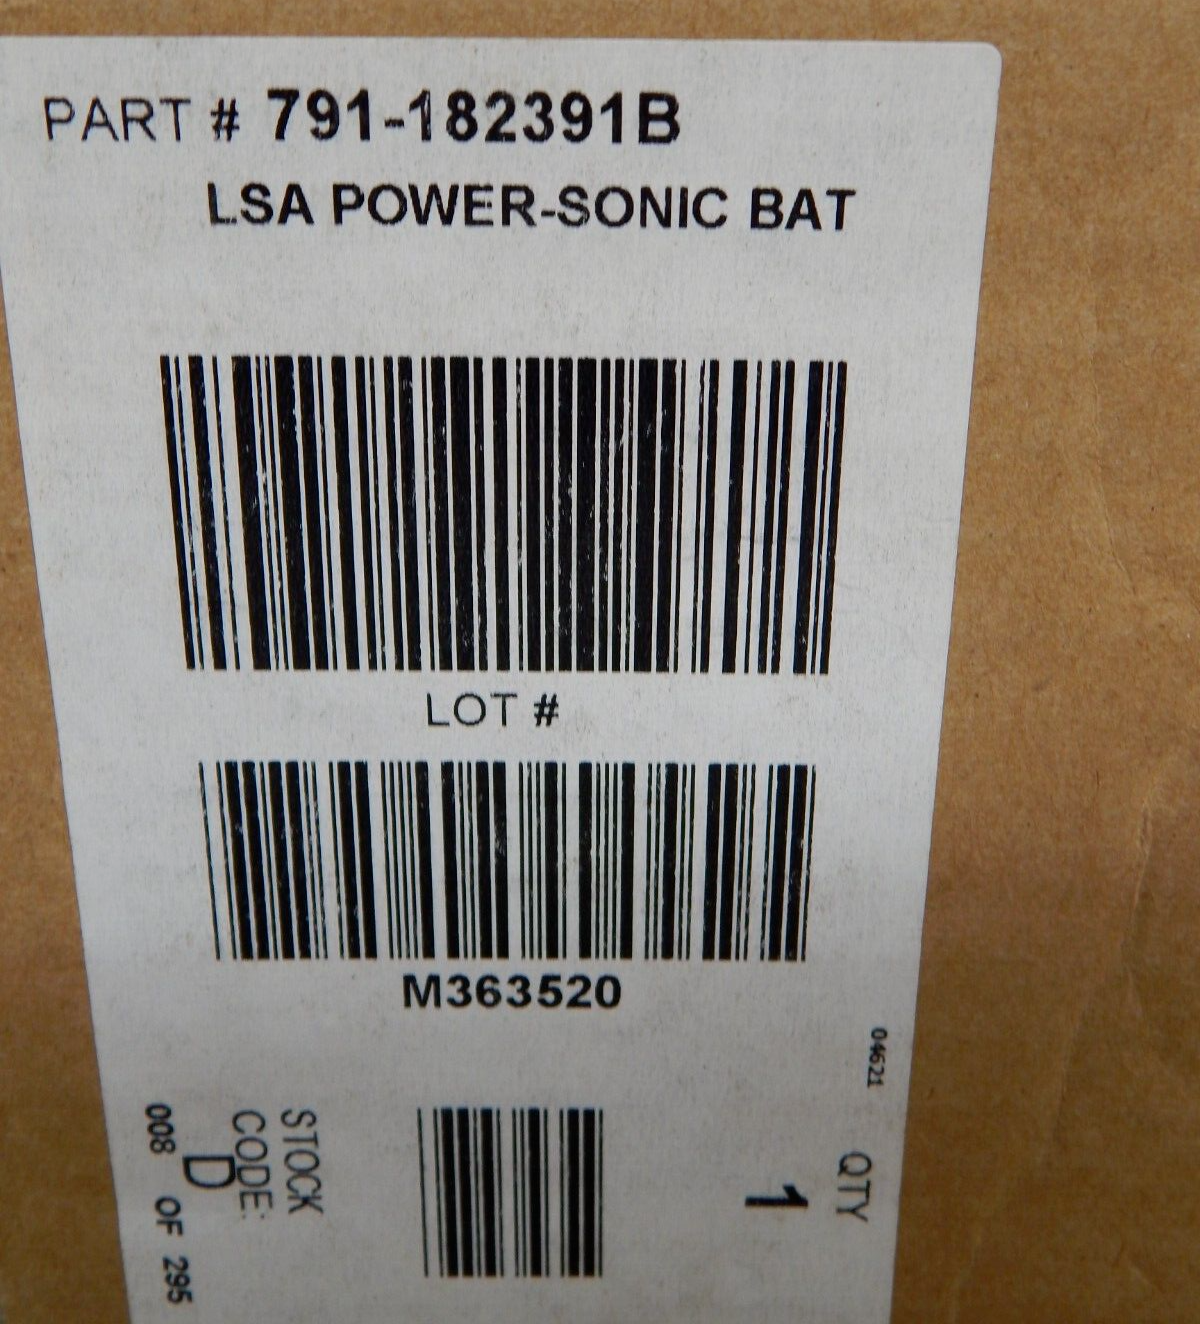 PART # 791-182391B
LSA POWER-SONIC BAT
LOT #
M363520
04621
QTY
1
STOCK
CODE:
D
008 OF 295